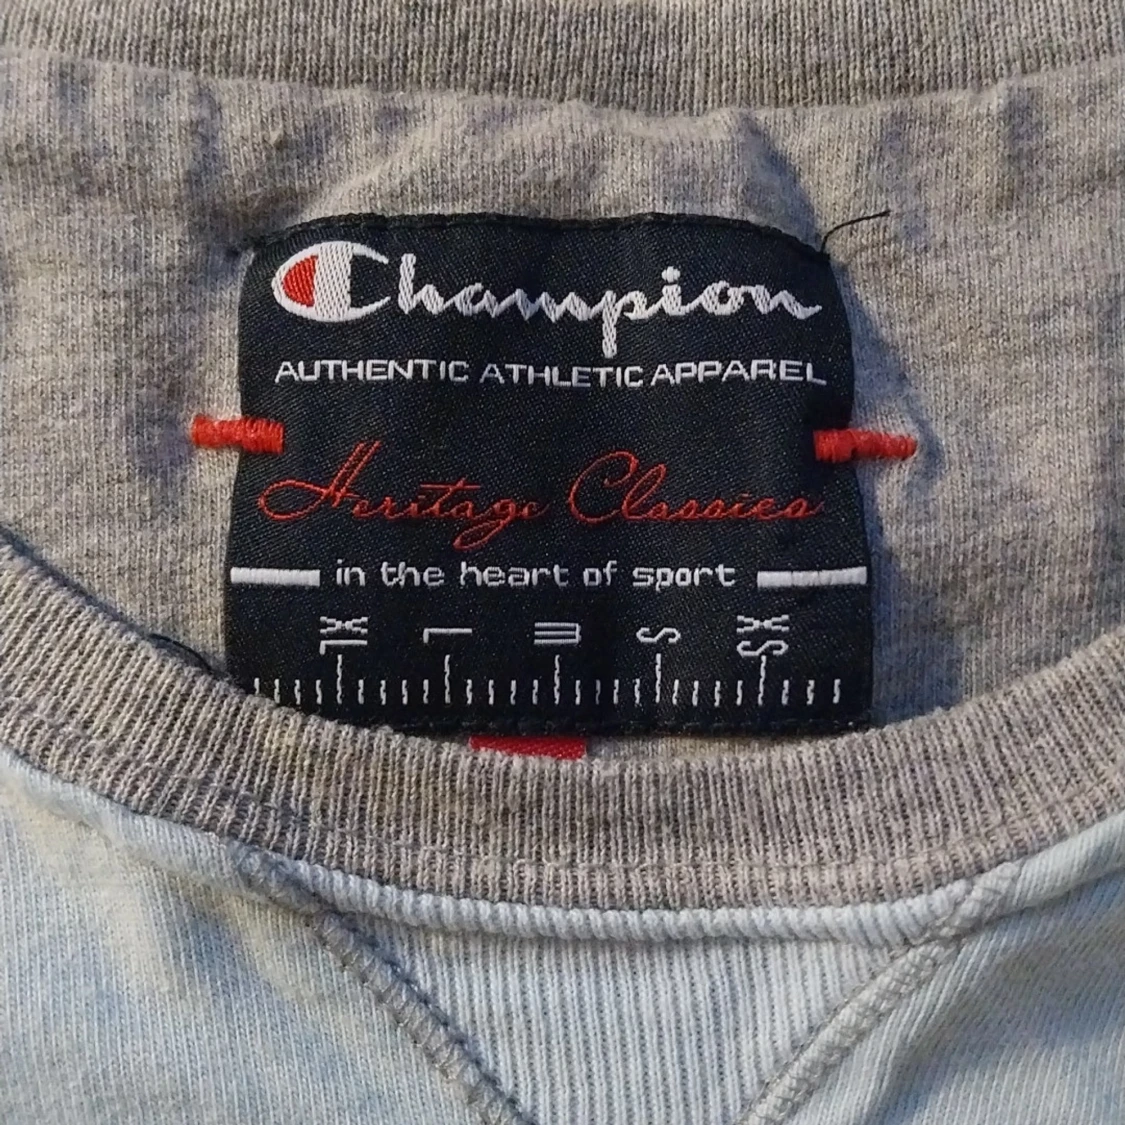 Champion
AUTHENTIC ATHLETIC APPAREL
Heritage Classics
in the heart of sport
XL L M S XS